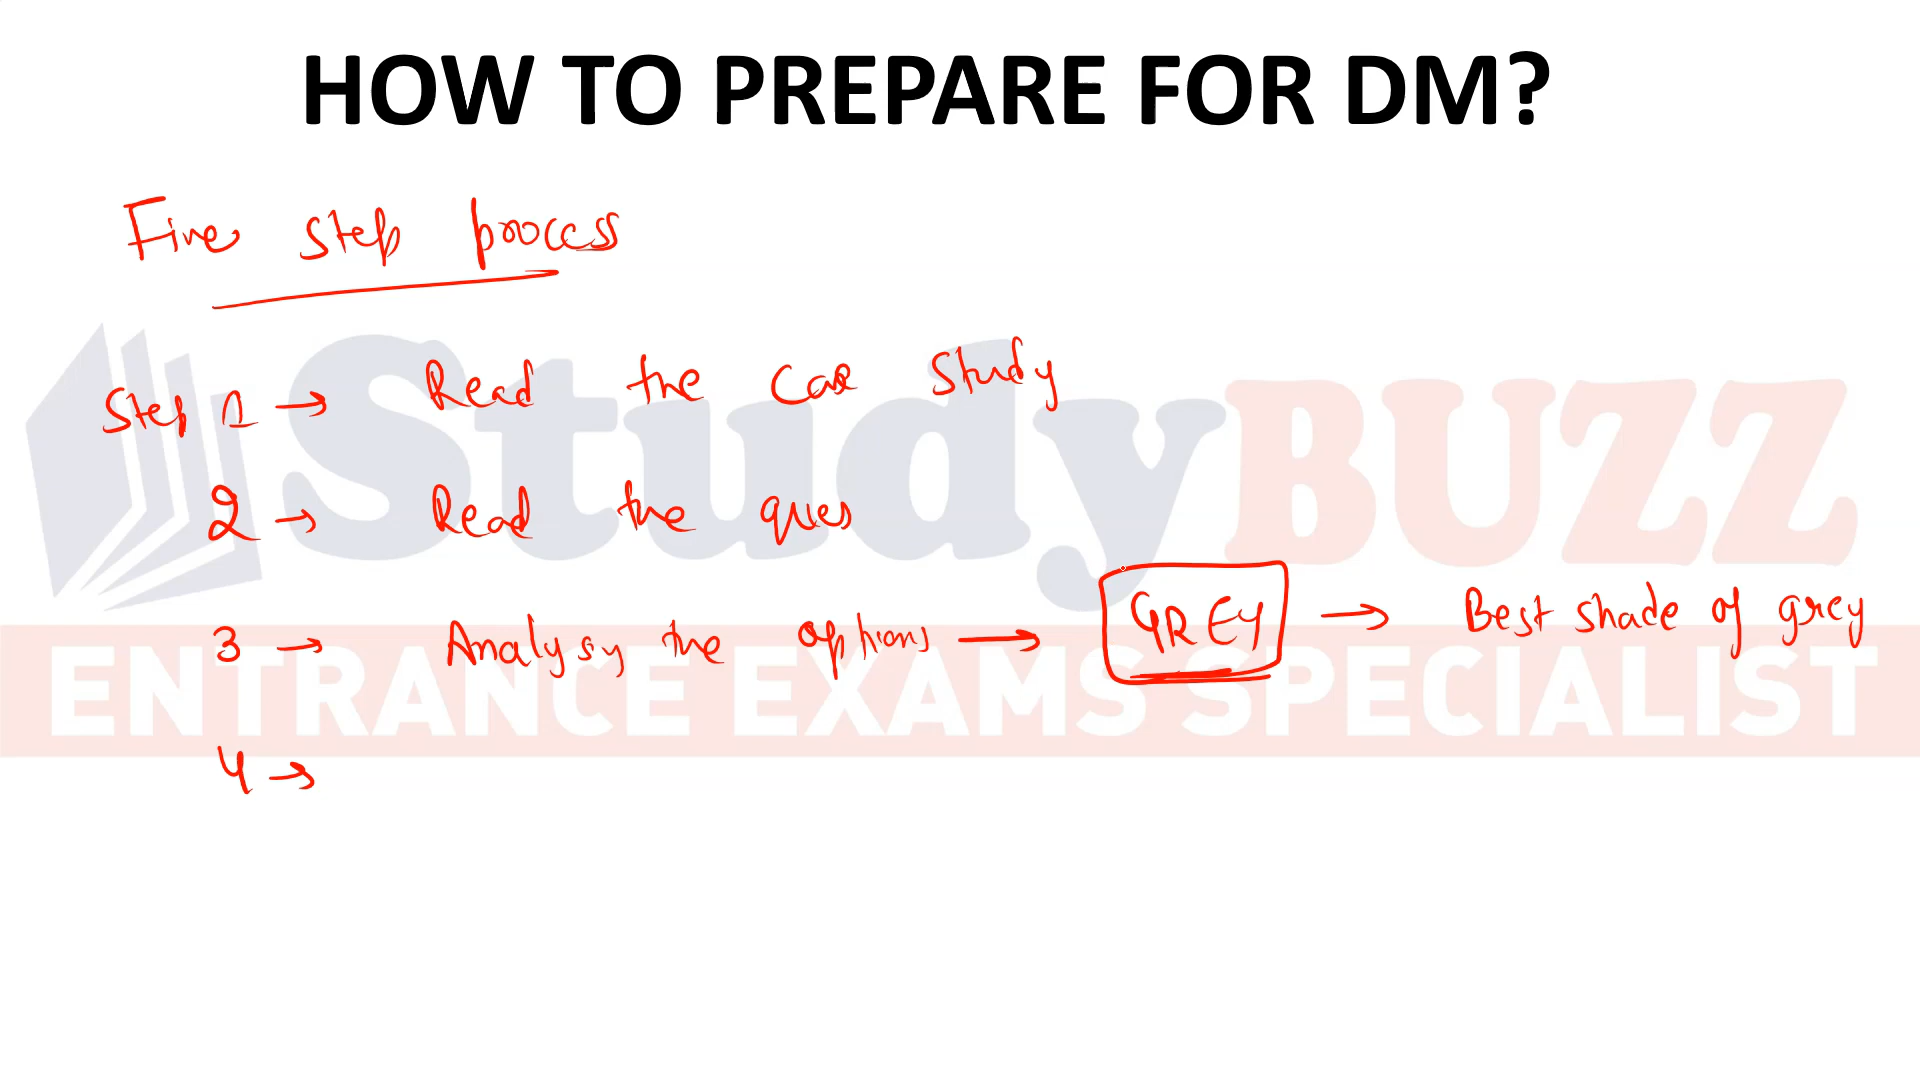 HOW TO PREPARE FOR DM?
Five step process
Step 1 → Read the Case Study
2 → Read the ques
3 → Analysy the options → GREY → Best shade of grey
4 →
StudyBUZZ
ENTRANCE EXAMS SPECIALIST